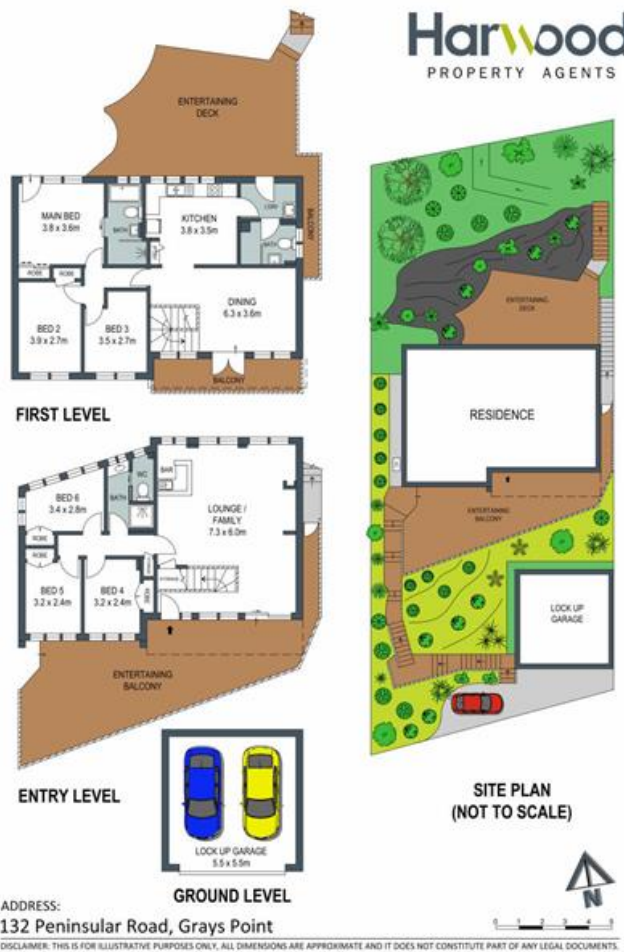 Harwood
PROPERTY AGENTS
ENTERTAINING
DECK
MAIN BED
3.8 x 3.6m
BATH
KITCHEN
3.8 x 3.5m
L'DRY
BATH
BALCONY
ROBE
ROBE
BED 2
3.9 x 2.7m
BED 3
3.5 x 2.7m
DINING
6.3 x 3.6m
BALCONY
FIRST LEVEL
BED 6
3.4 x 2.8m
BATH
WC
BAR
LOUNGE /
FAMILY
7.3 x 6.0m
ROBE
ROBE
BED 5
3.2 x 2.4m
BED 4
3.2 x 2.4m
ROBE
STORAGE
ENTERTAINING
BALCONY
ENTRY LEVEL
LOCK UP GARAGE
5.5 x 5.5m
GROUND LEVEL
ENTERTAINING
DECK
RESIDENCE
ENTERTAINING
BALCONY
LOCK UP
GARAGE
SITE PLAN
(NOT TO SCALE)
N
0 1 2 3 4 5
ADDRESS:
132 Peninsular Road, Grays Point
DISCLAIMER: THIS IS FOR ILLUSTRATIVE PURPOSES ONLY, ALL DIMENSIONS ARE APPROXIMATE AND IT DOES NOT CONSTITUTE PART OF ANY LEGAL DOCUMENTS.